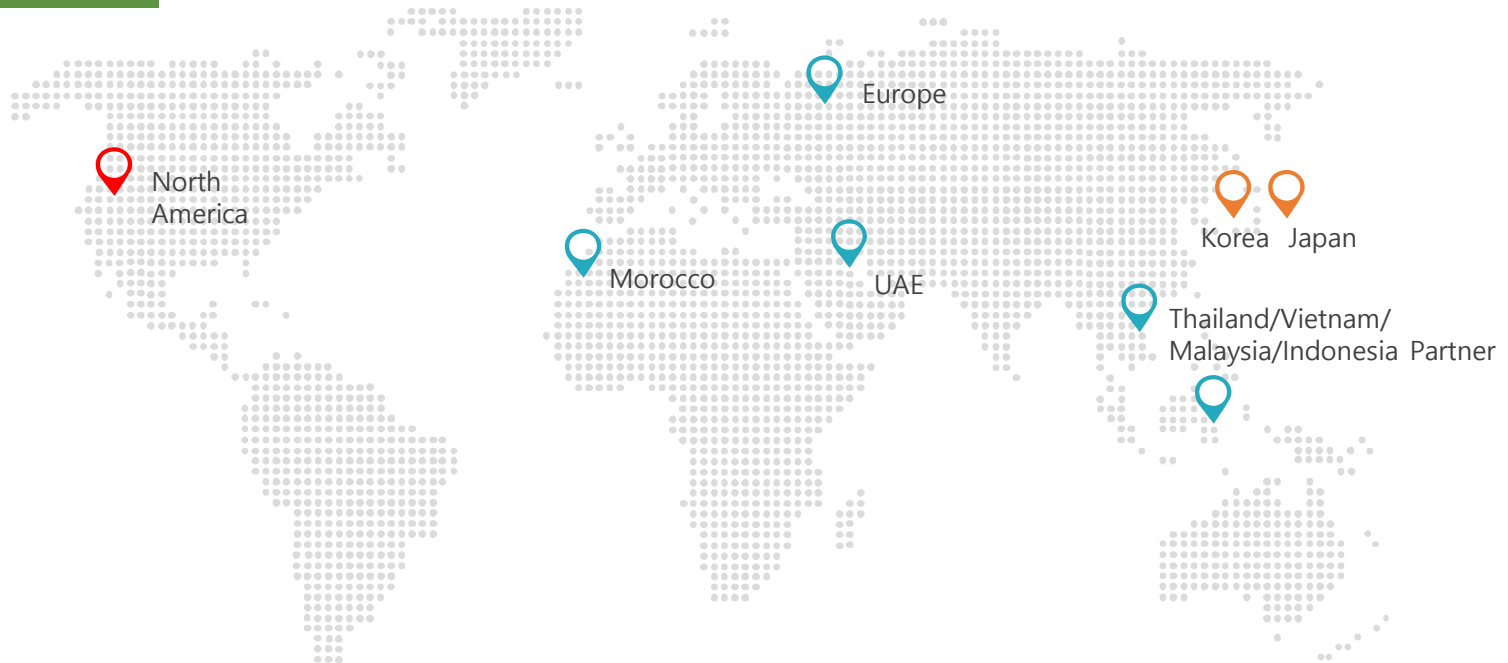 Europe
North
America
Korea Japan
Morocco
UAE
Thailand/Vietnam/
Malaysia/Indonesia Partner